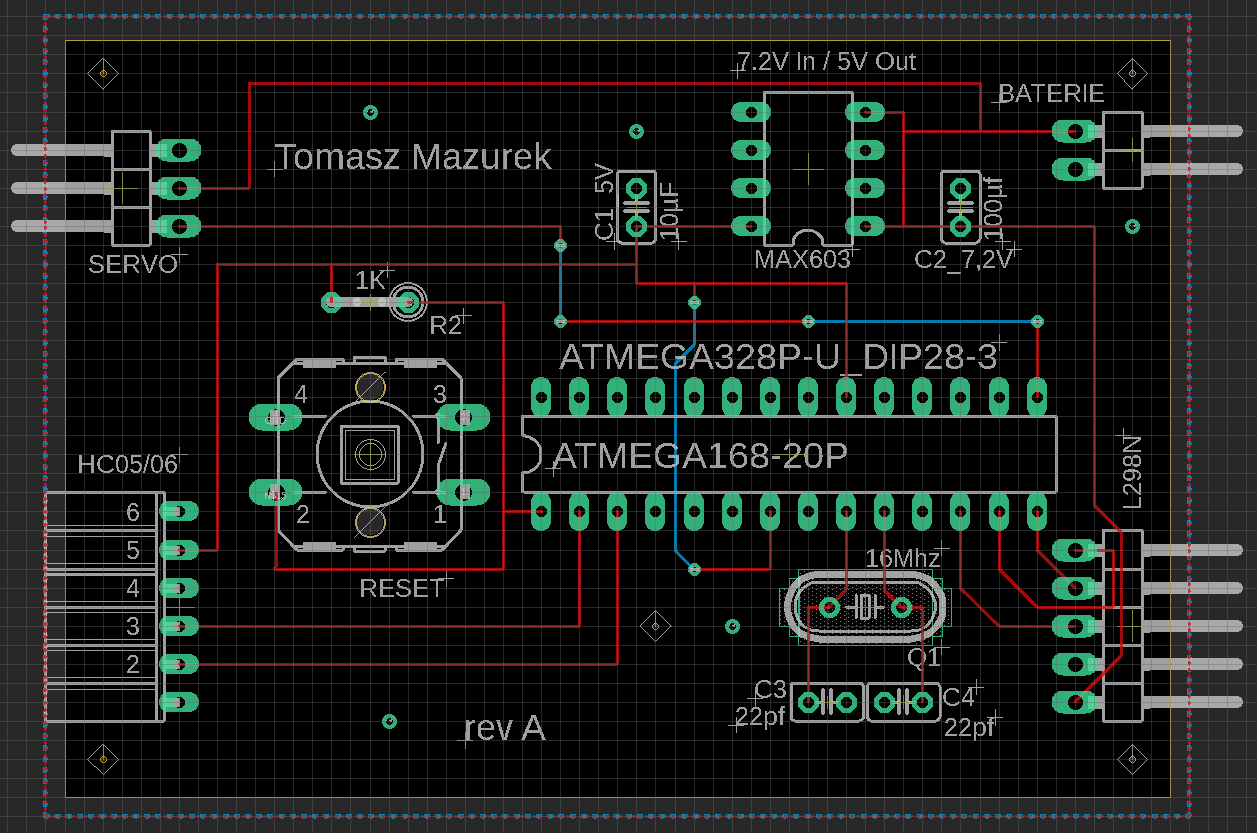 7.2V In / 5V Out
BATERIE
Tomasz Mazurek
C1_5V
10µF
100µf
SERVO
MAX603
C2_7,2V
1K
R2
ATMEGA328P-U_DIP28-3
4
3
ATMEGA168-20P
HC05/06
L298N
2
1
6
5
4
3
2
RESET
16Mhz
Q1
C3
22pf
C4
22pf
rev A